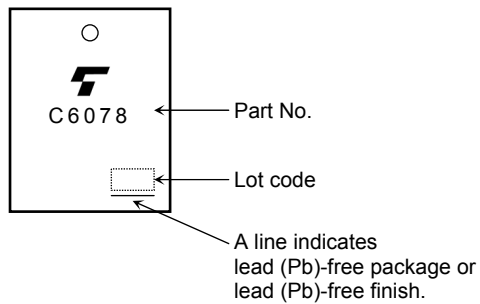 C6078
Part No.
Lot code
A line indicates
lead (Pb)-free package or
lead (Pb)-free finish.